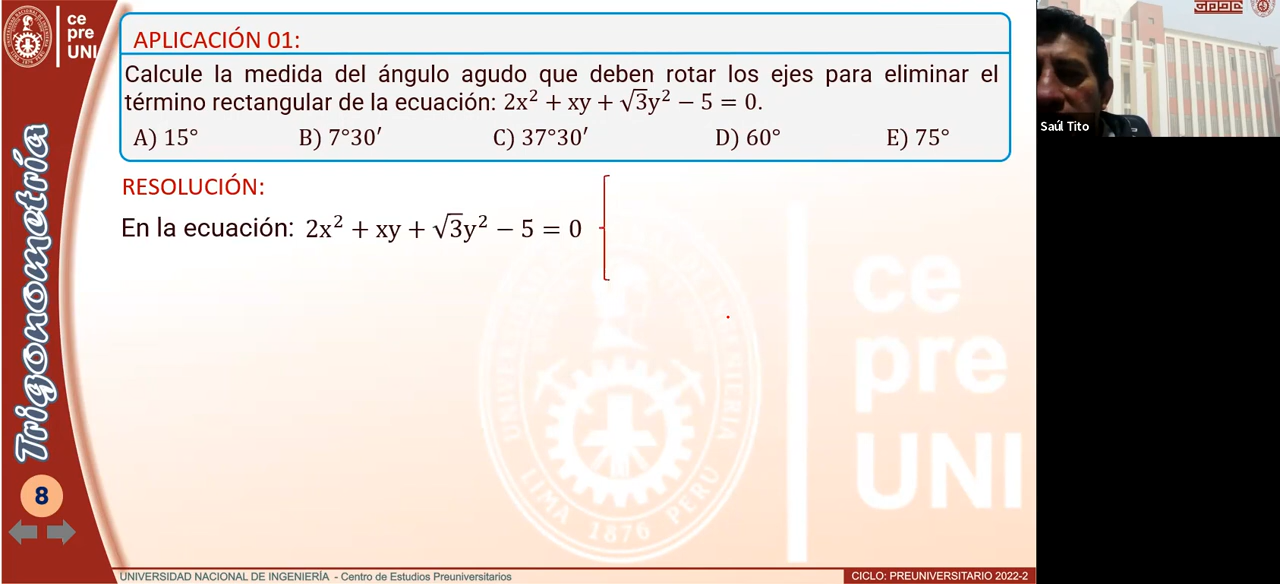 ce
pre
UNI
APLICACIÓN 01:
Calcule la medida del ángulo agudo que deben rotar los ejes para eliminar el
término rectangular de la ecuación: 2x² + xy + √3y² − 5 = 0.
A) 15° B) 7°30′ C) 37°30′ D) 60° E) 75°
RESOLUCIÓN:
En la ecuación: 2x² + xy + √3y² − 5 = 0
Trigonometría
8
ce
pre
UNI
LIMA 1876 PERU
UNIVERSIDAD NACIONAL DE INGENIERÍA - Centro de Estudios Preuniversitarios
CICLO: PREUNIVERSITARIO 2022-2
Saúl Tito